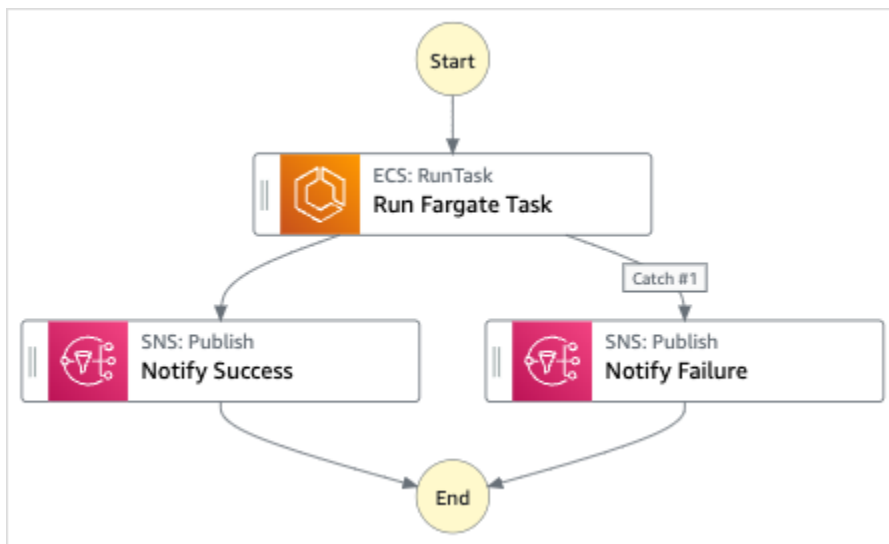 Start
ECS: RunTask
Run Fargate Task
Catch #1
SNS: Publish
Notify Success
SNS: Publish
Notify Failure
End